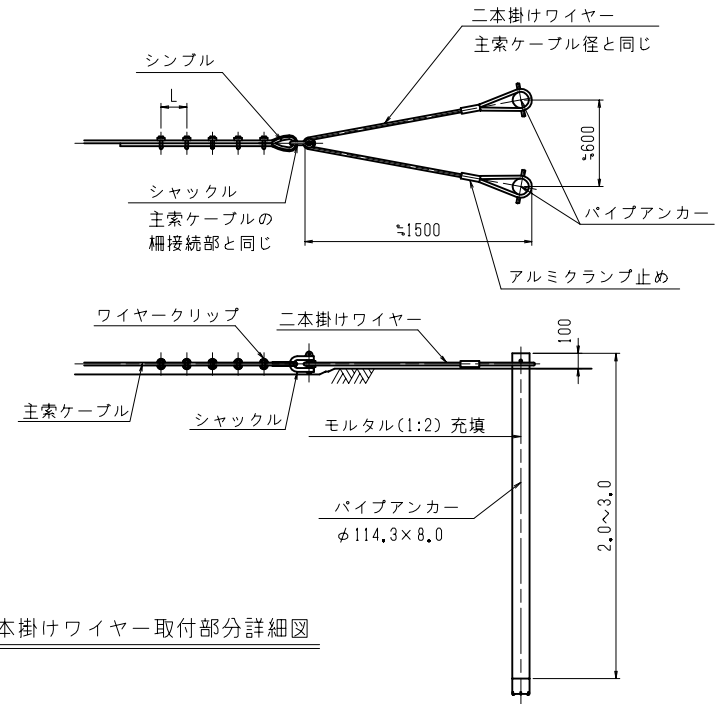 二本掛けワイヤー
主索ケーブル径と同じ
シンブル
L
≒600
シャックル
主索ケーブルの
柵接続部と同じ
≒1500
パイプアンカー
アルミクランプ止め
ワイヤークリップ
二本掛けワイヤー
100
主索ケーブル
シャックル
モルタル(1:2) 充填
パイプアンカー
φ114.3×8.0
2.0～3.0
本掛けワイヤー取付部分詳細図